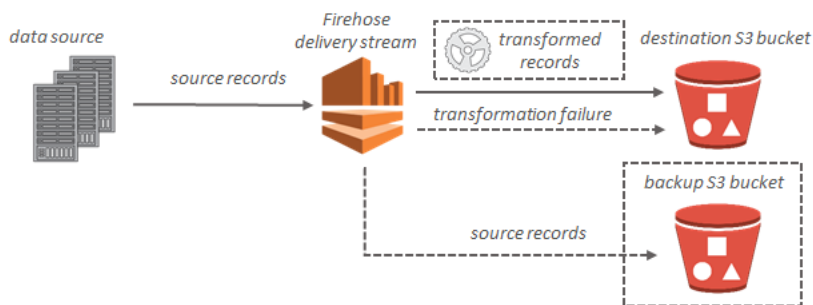 data source
source records
Firehose
delivery stream
transformed
records
transformation failure
destination S3 bucket
backup S3 bucket
source records